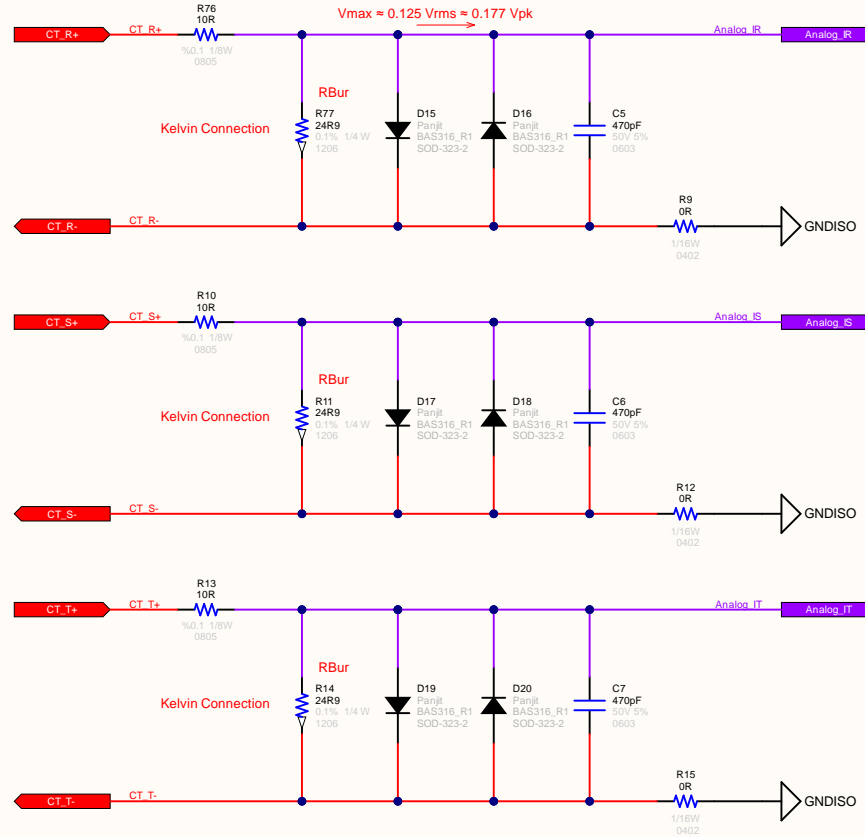 R76
10R
Vmax ≈ 0.125 Vrms ≈ 0.177 Vpk
CT_R+ CT_R+ Analog_IR Analog_IR
%0.1 1/8W
0805
RBur
Kelvin Connection
R77
24R9
0.1% 1/4 W
1206
D15
Panjit
BAS316_R1
SOD-323-2
D16
Panjit
BAS316_R1
SOD-323-2
C5
470pF
50V 5%
0603
R9
0R
CT_R- CT_R- GNDISO
1/16W
0402
R10
10R
CT_S+ CT_S+ Analog_IS Analog_IS
%0.1 1/8W
0805
RBur
Kelvin Connection
R11
24R9
0.1% 1/4 W
1206
D17
Panjit
BAS316_R1
SOD-323-2
D18
Panjit
BAS316_R1
SOD-323-2
C6
470pF
50V 5%
0603
R12
0R
CT_S- CT_S- GNDISO
1/16W
0402
R13
10R
CT_T+ CT_T+ Analog_IT Analog_IT
%0.1 1/8W
0805
RBur
Kelvin Connection
R14
24R9
0.1% 1/4 W
1206
D19
Panjit
BAS316_R1
SOD-323-2
D20
Panjit
BAS316_R1
SOD-323-2
C7
470pF
50V 5%
0603
R15
0R
CT_T- CT_T- GNDISO
1/16W
0402